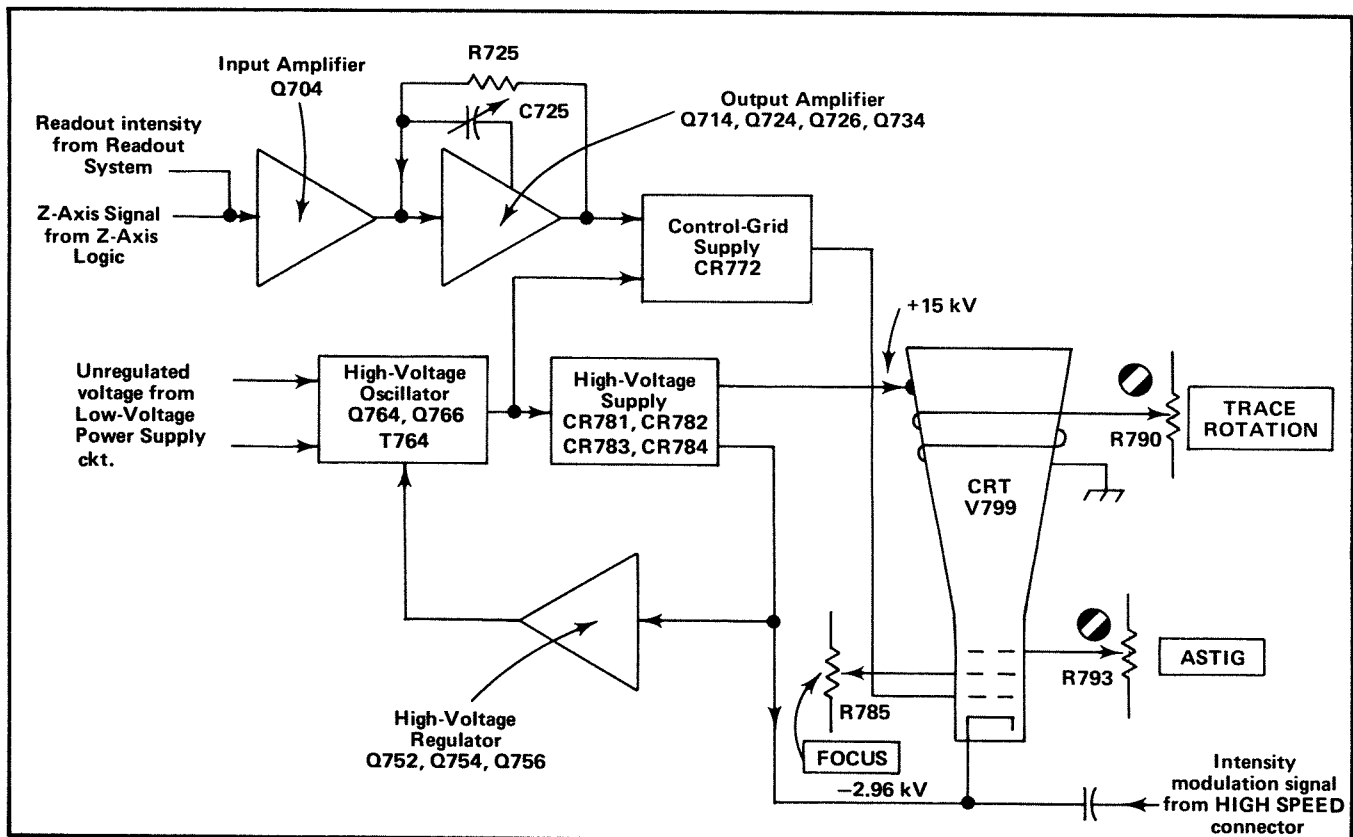 R725
Input Amplifier
Q704
Output Amplifier
Q714, Q724, Q726, Q734
C725
Readout intensity
from Readout
System
Z-Axis Signal
from Z-Axis
Logic
Control-Grid
Supply
CR772
+15 kV
Unregulated
voltage from
Low-Voltage
Power Supply
ckt.
High-Voltage
Oscillator
Q764, Q766
T764
High-Voltage
Supply
CR781, CR782
CR783, CR784
R790
TRACE
ROTATION
CRT
V799
R793
ASTIG
R785
FOCUS
High-Voltage
Regulator
Q752, Q754, Q756
−2.96 kV
Intensity
modulation signal
from HIGH SPEED
connector